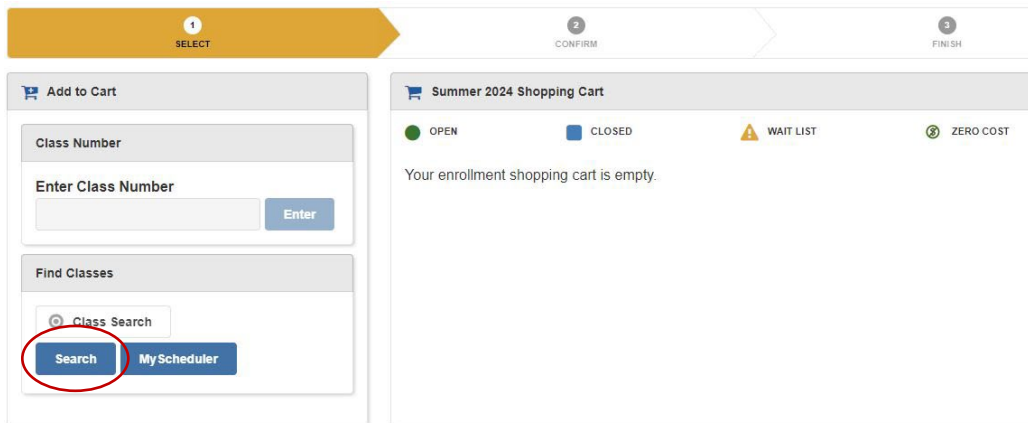 1
SELECT
2
CONFIRM
3
FINISH
Add to Cart
Class Number
Enter Class Number
Enter
Find Classes
Class Search
Search
MyScheduler
Summer 2024 Shopping Cart
OPEN
CLOSED
WAIT LIST
ZERO COST
Your enrollment shopping cart is empty.